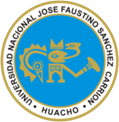 UNIVERSIDAD NACIONAL JOSE FAUSTINO SANCHEZ CARRION
• HUACHO •